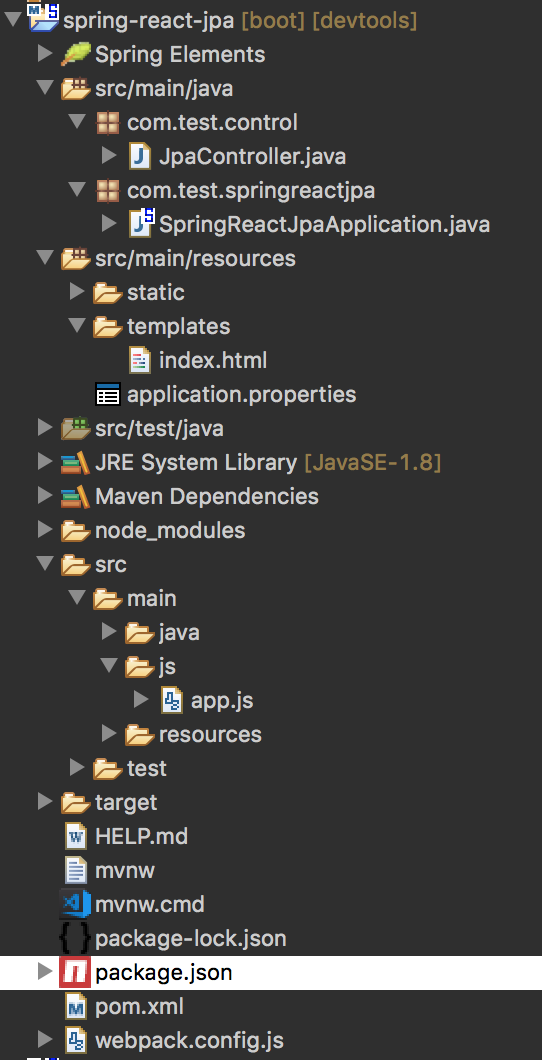 spring-react-jpa [boot] [devtools]
Spring Elements
src/main/java
com.test.control
JpaController.java
com.test.springreactjpa
SpringReactJpaApplication.java
src/main/resources
static
templates
index.html
application.properties
src/test/java
JRE System Library [JavaSE-1.8]
Maven Dependencies
node_modules
src
main
java
js
app.js
resources
test
target
HELP.md
mvnw
mvnw.cmd
package-lock.json
package.json
pom.xml
webpack.config.js